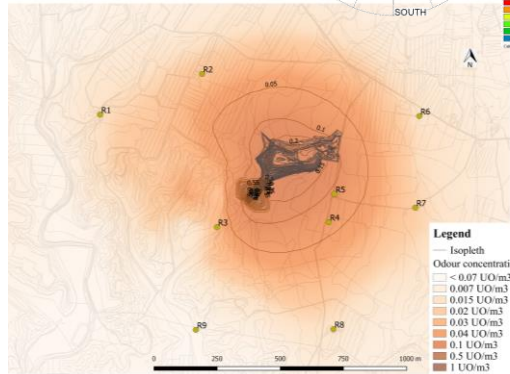 SOUTH
N
R2
0.05
R1
R6
0.1
R5
R7
R4
R3
R9
R8
Legend
Isopleth
Odour concentrati
< 0.07 UO/m3
0.007 UO/m3
0.015 UO/m3
0.02 UO/m3
0.03 UO/m3
0.04 UO/m3
0.1 UO/m3
0.5 UO/m3
1 UO/m3
0 250 500 750 1000 m